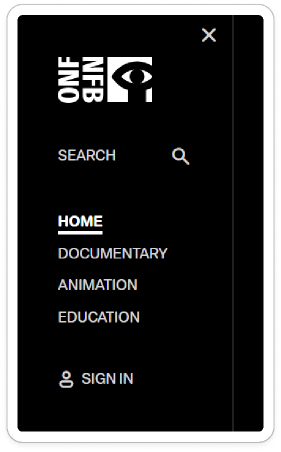 ONF
NFB
SEARCH
HOME
DOCUMENTARY
ANIMATION
EDUCATION
SIGN IN